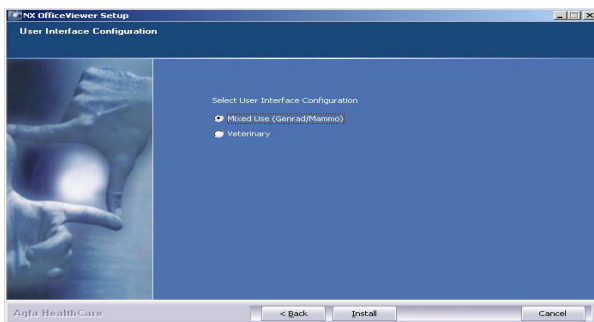 NX OfficeViewer Setup
User Interface Configuration
Select User Interface Configuration
Mixed Use (Genrad/Mammo)
Veterinary
Agfa HealthCare
< Back
Install
Cancel